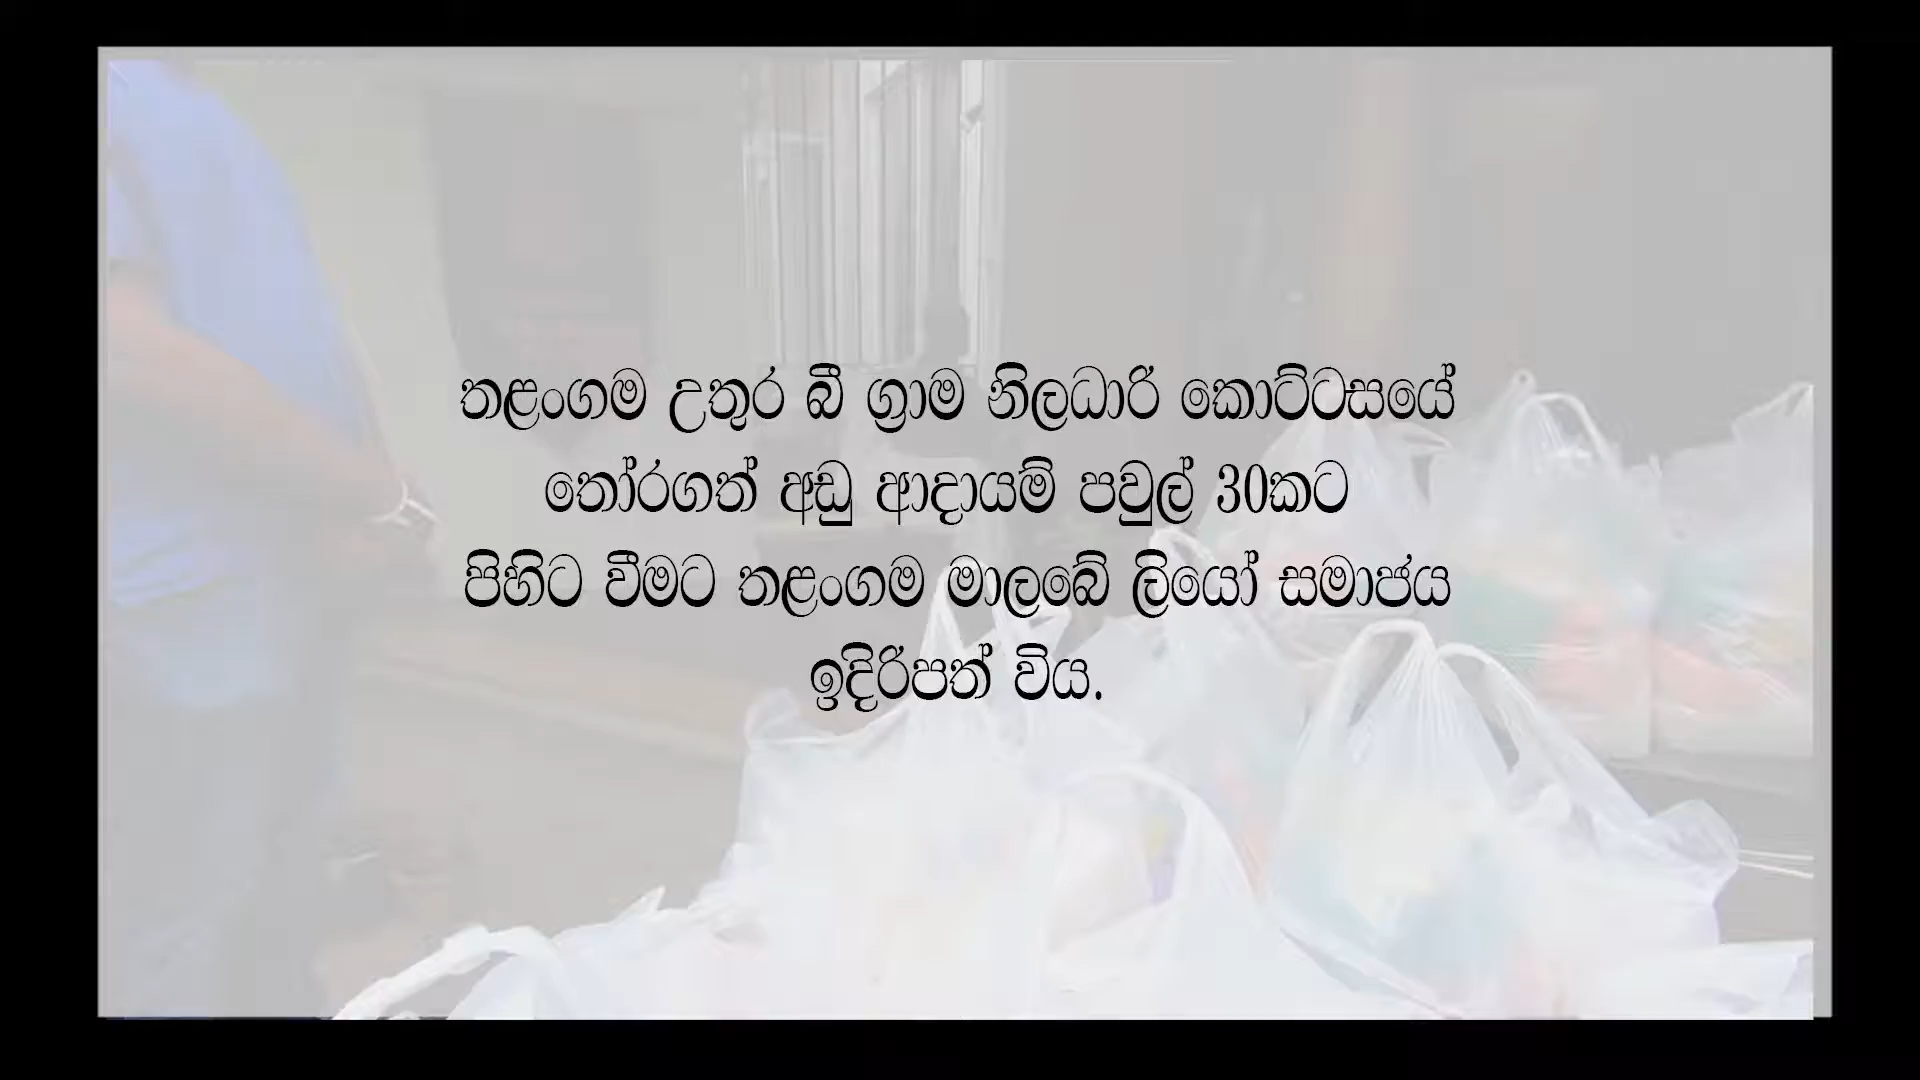 තළංගම උතුර බී ග්‍රාම නිලධාරි කොට්ටසයේ
තෝරගත් අඩු ආදායම් පවුල් 30කට
පිහිට වීමට තළංගම මාලබේ ලියෝ සමාජය
ඉදිරිපත් විය.